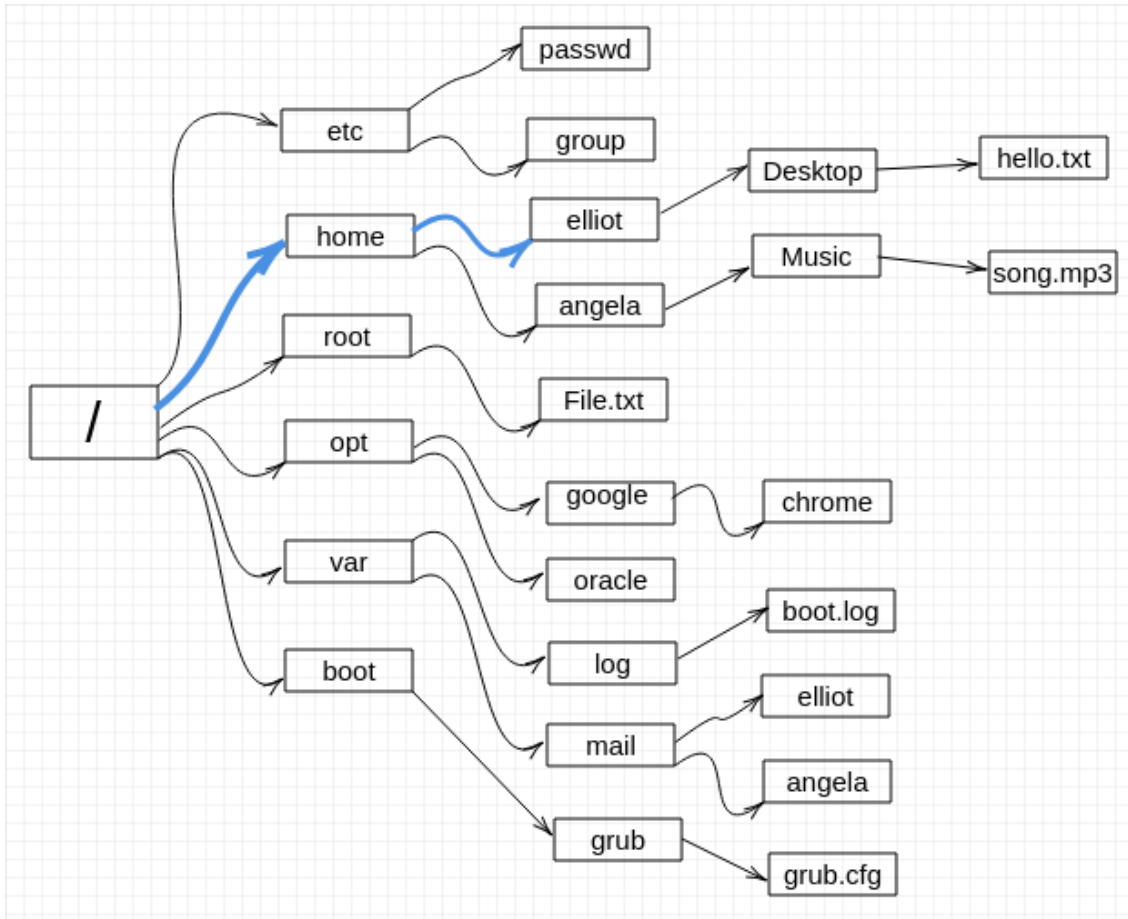 passwd
etc
group
hello.txt
Desktop
elliot
home
Music
song.mp3
angela
root
File.txt
/
opt
google
chrome
var
oracle
boot.log
log
boot
elliot
mail
angela
grub
grub.cfg